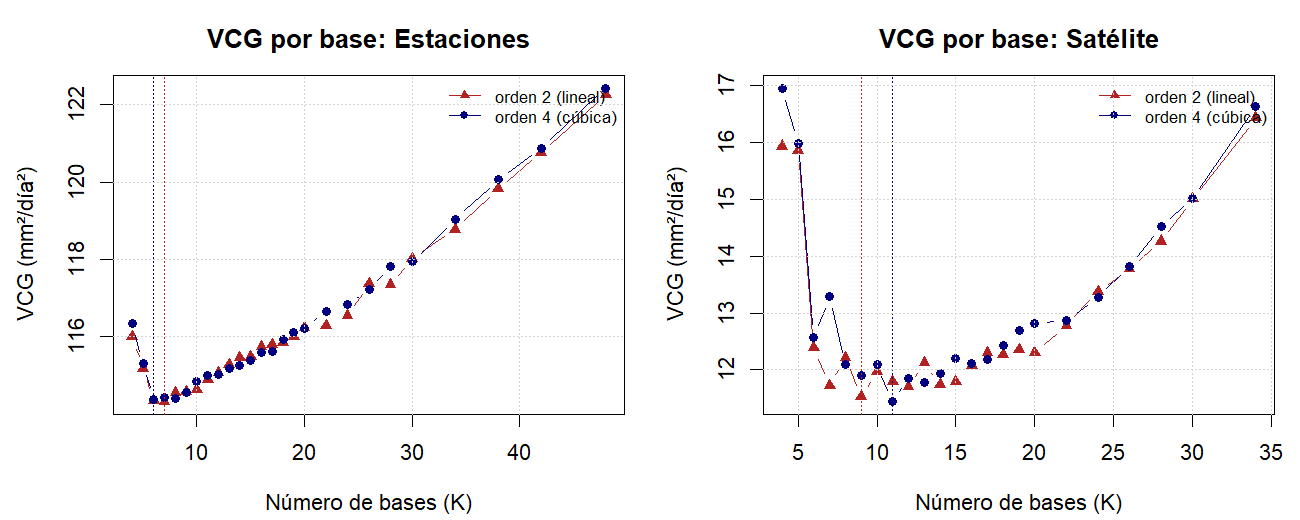 VCG por base: Estaciones
VCG (mm²/día²)
122
120
118
116
orden 2 (lineal)
orden 4 (cúbica)
10
20
30
40
Número de bases (K)
VCG por base: Satélite
VCG (mm²/día²)
17
16
15
14
13
12
orden 2 (lineal)
orden 4 (cúbica)
5
10
15
20
25
30
35
Número de bases (K)